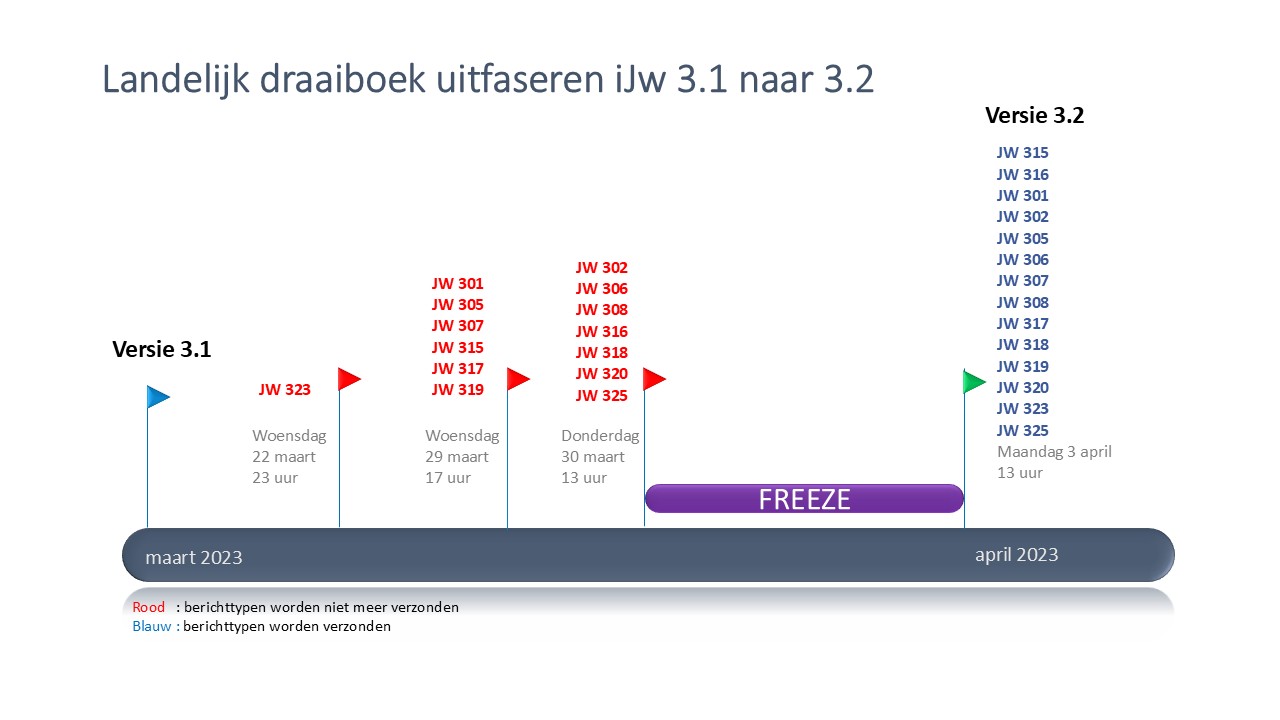 Landelijk draaiboek uitfaseren iJw 3.1 naar 3.2
Versie 3.1
JW 323
Woensdag
22 maart
23 uur
JW 301
JW 305
JW 307
JW 315
JW 317
JW 319
Woensdag
29 maart
17 uur
JW 302
JW 306
JW 308
JW 316
JW 318
JW 320
JW 325
Donderdag
30 maart
13 uur
FREEZE
Versie 3.2
JW 315
JW 316
JW 301
JW 302
JW 305
JW 306
JW 307
JW 308
JW 317
JW 318
JW 319
JW 320
JW 323
JW 325
Maandag 3 april
13 uur
maart 2023
april 2023
Rood : berichttypen worden niet meer verzonden
Blauw : berichttypen worden verzonden